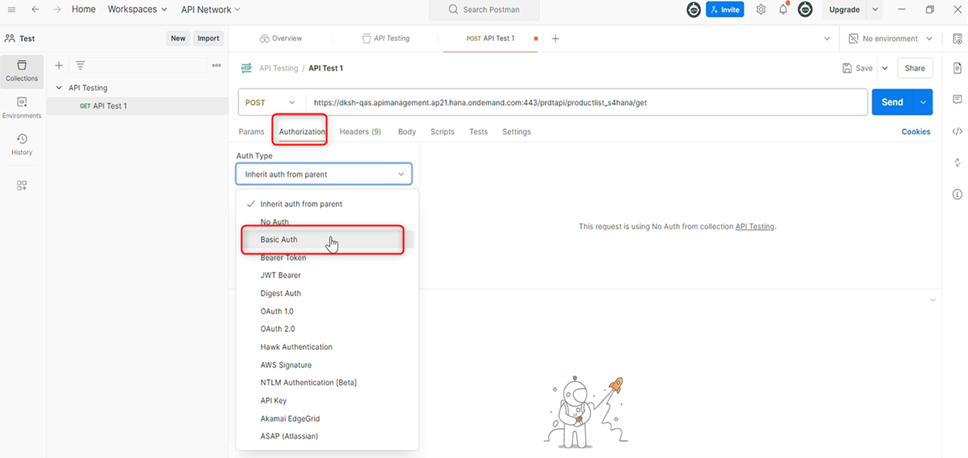 Home Workspaces API Network Search Postman Invite Upgrade
Test New Import Overview API Testing POST API Test 1 No environment
Collections
Environments
History
API Testing
GET API Test 1
HTTP API Testing / API Test 1 Save Share
POST https://dksh-qas.apimanagement.ap21.hana.ondemand.com:443/prdtapi/productlist_s4hana/get Send
Params Authorization Headers (9) Body Scripts Tests Settings Cookies
Auth Type
Inherit auth from parent
Inherit auth from parent
No Auth
Basic Auth
Bearer Token
JWT Bearer
Digest Auth
OAuth 1.0
OAuth 2.0
Hawk Authentication
AWS Signature
NTLM Authentication [Beta]
API Key
Akamai EdgeGrid
ASAP (Atlassian)
This request is using No Auth from collection API Testing.